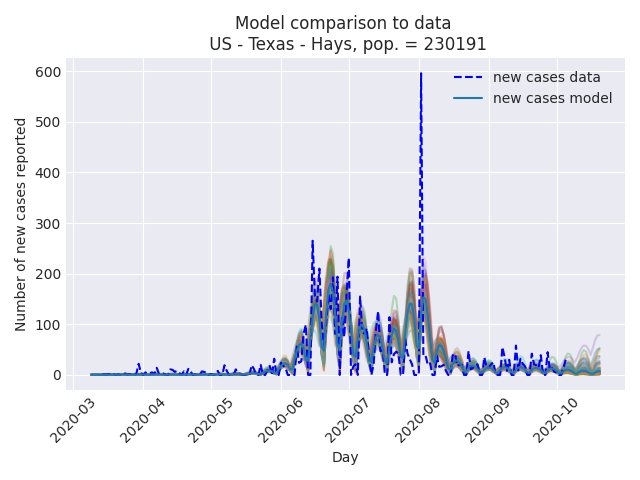 Model comparison to data
US - Texas - Hays, pop. = 230191
new cases data
new cases model
Number of new cases reported
600
500
400
300
200
100
0
2020-03
2020-04
2020-05
2020-06
2020-07
2020-08
2020-09
2020-10
Day